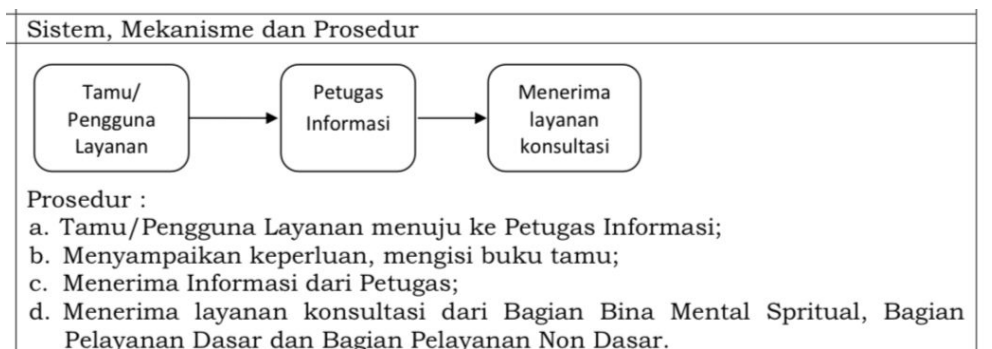 Sistem, Mekanisme dan Prosedur
Tamu/
Pengguna
Layanan
Petugas
Informasi
Menerima
layanan
konsultasi
Prosedur :
a. Tamu/Pengguna Layanan menuju ke Petugas Informasi;
b. Menyampaikan keperluan, mengisi buku tamu;
c. Menerima Informasi dari Petugas;
d. Menerima layanan konsultasi dari Bagian Bina Mental Spritual, Bagian
Pelayanan Dasar dan Bagian Pelayanan Non Dasar.